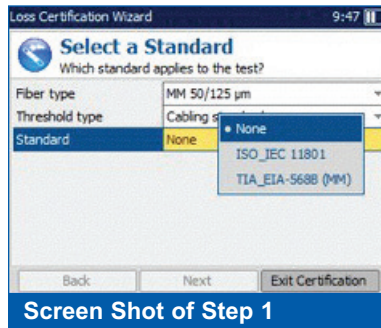 Loss Certification Wizard 9:47
Select a Standard
Which standard applies to the test?
Fiber type MM 50/125 µm
Threshold type Cabling
Standard None
• None
ISO_IEC 11801
TIA_EIA-568B (MM)
Back Next Exit Certification
Screen Shot of Step 1